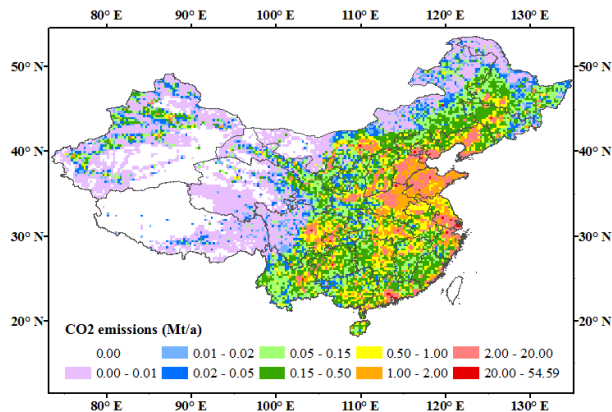 80° E 90° E 100° E 110° E 120° E 130° E
50° N 50° N
40° N 40° N
30° N 30° N
20° N 20° N
CO2 emissions (Mt/a)
0.00 0.01 - 0.02 0.05 - 0.15 0.50 - 1.00 2.00 - 20.00
0.00 - 0.01 0.02 - 0.05 0.15 - 0.50 1.00 - 2.00 20.00 - 54.59
80° E 90° E 100° E 110° E 120° E 130° E